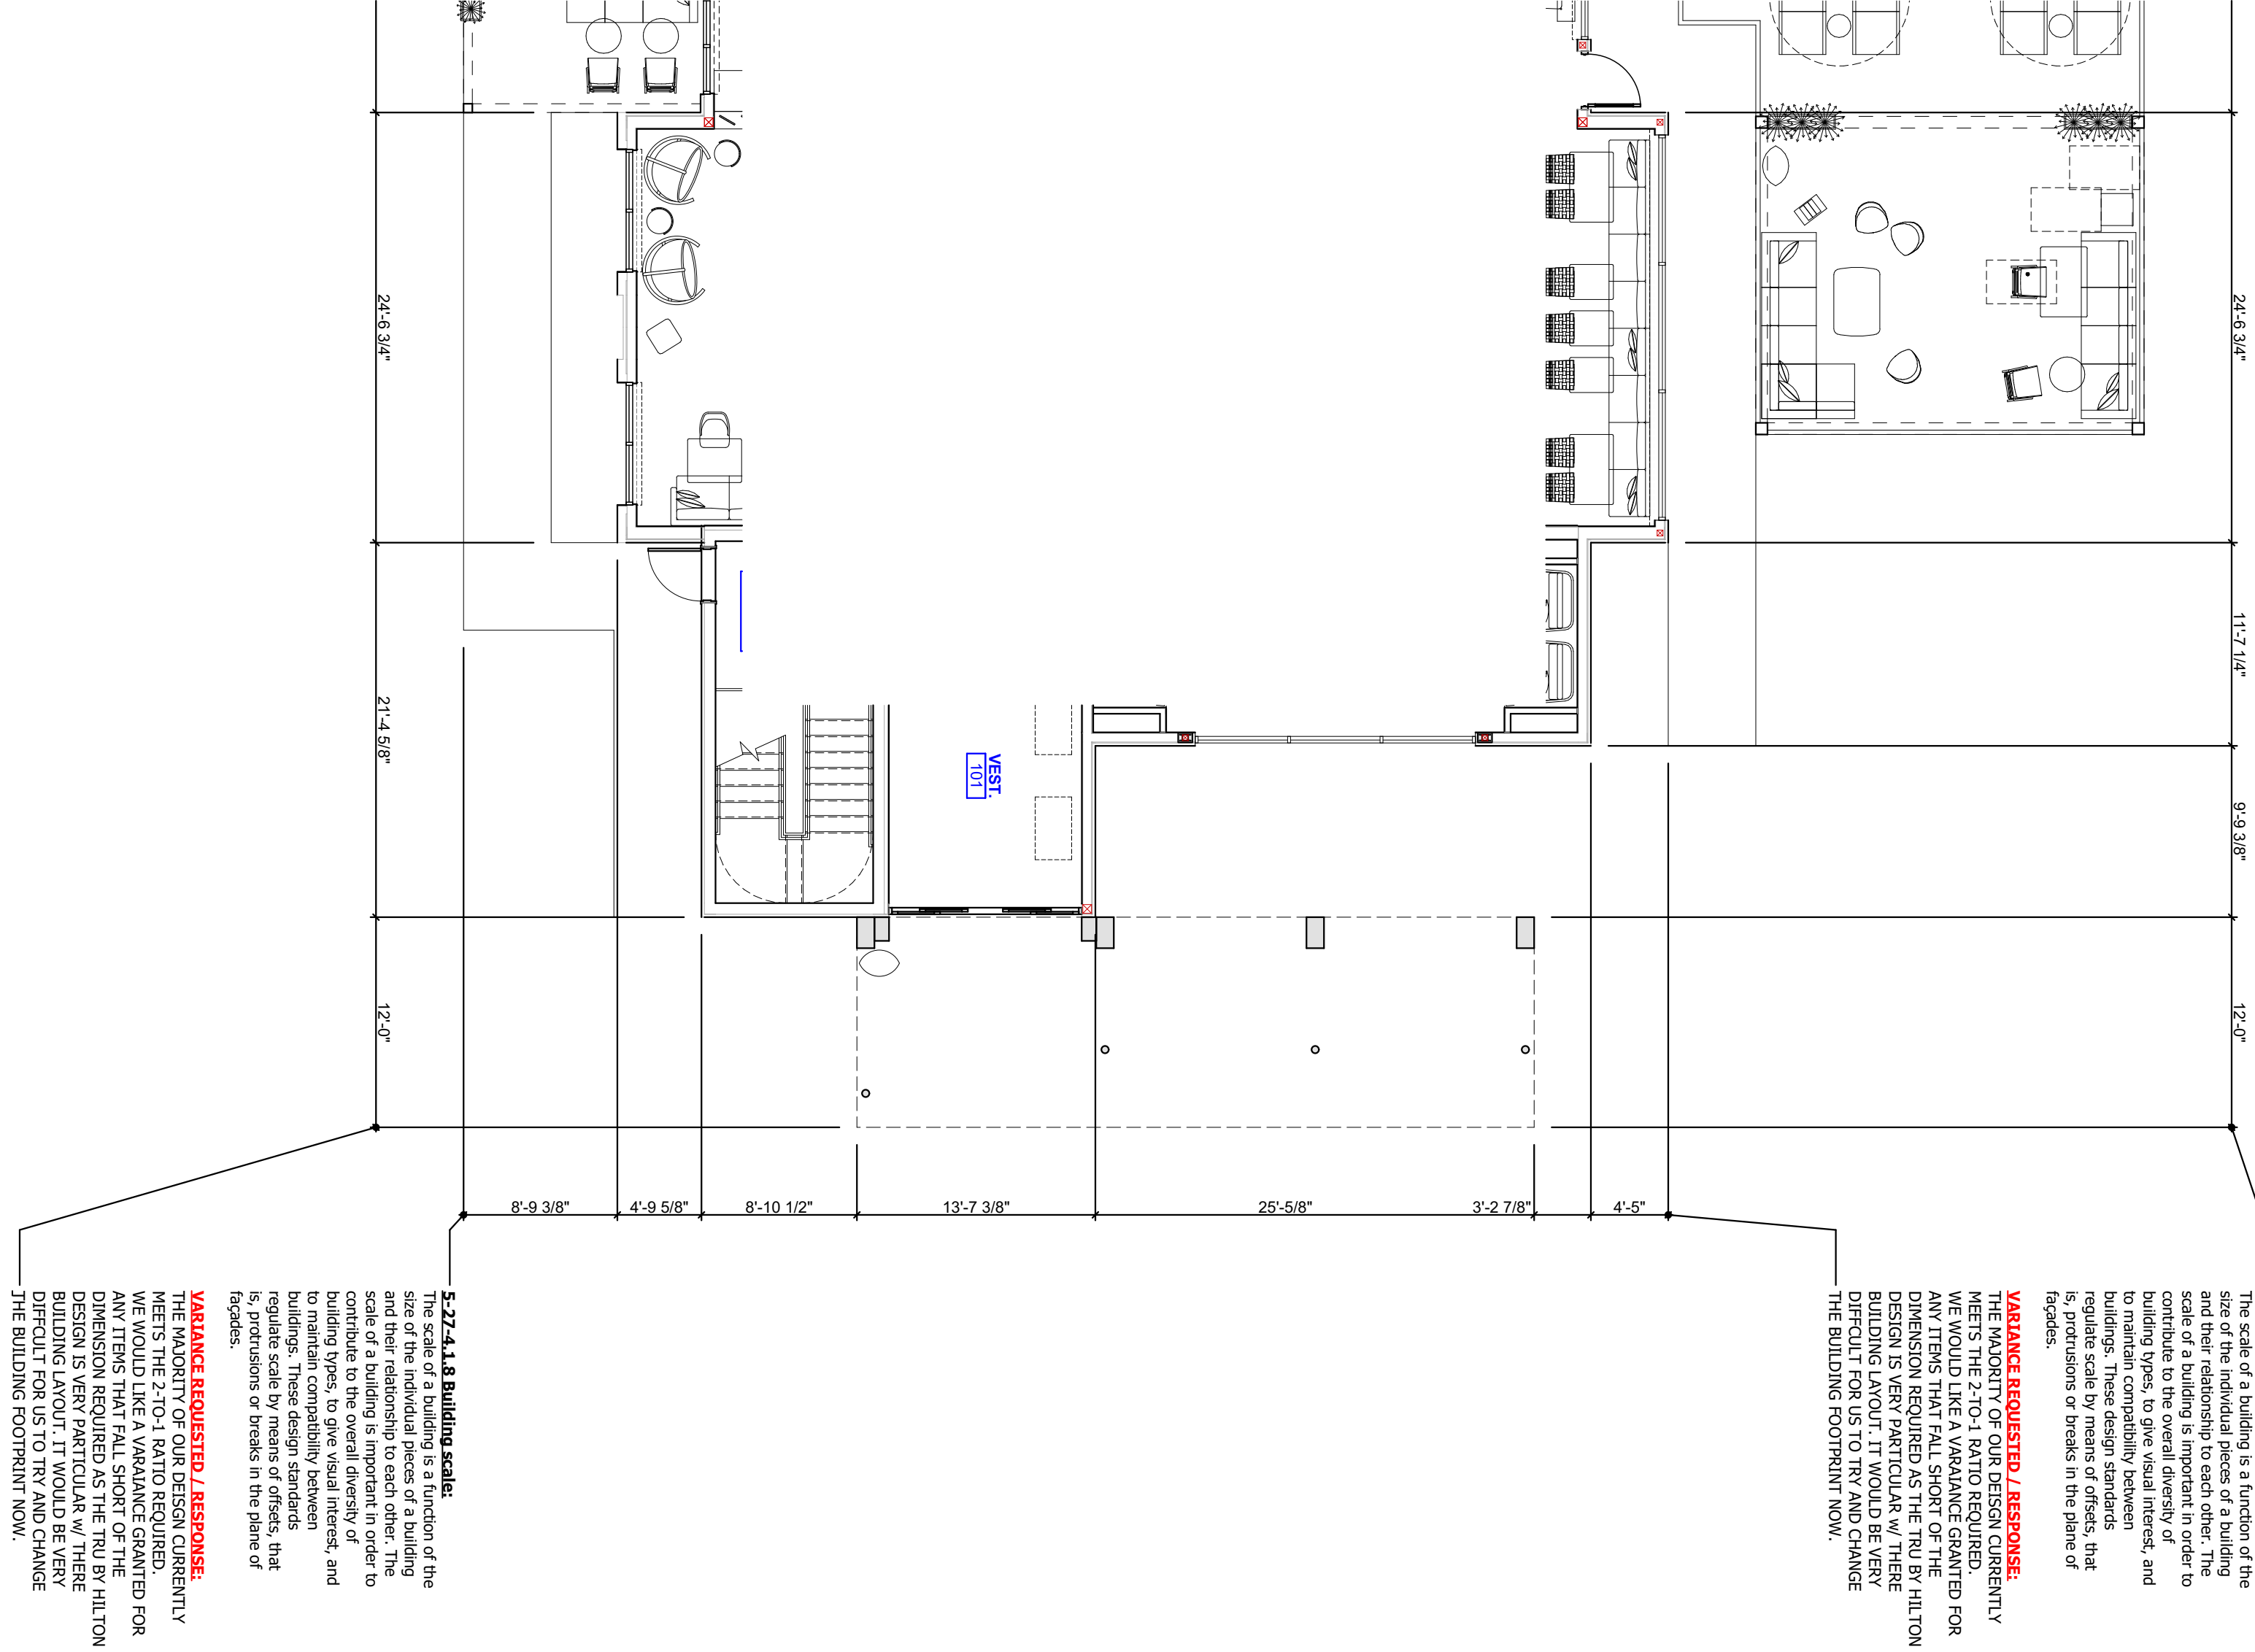 24'-6 3/4"
21'-4 5/8"
12'-0"
24'-6 3/4"
11'-7 1/4"
9'-9 3/8"
12'-0"
VEST.
101
8'-9 3/8"
4'-9 5/8"
8'-10 1/2"
13'-7 3/8"
25'-5/8"
3'-2 7/8"
4'-5"
The scale of a building is a function of the
size of the individual pieces of a building
and their relationship to each other. The
scale of a building is important in order to
contribute to the overall diversity of
building types, to give visual interest, and
to maintain compatibility between
buildings. These design standards
regulate scale by means of offsets, that
is, protrusions or breaks in the plane of
façades.
VARIANCE REQUESTED / RESPONSE:
THE MAJORITY OF OUR DEISGN CURRENTLY
MEETS THE 2-TO-1 RATIO REQUIRED.
WE WOULD LIKE A VARAIANCE GRANTED FOR
ANY ITEMS THAT FALL SHORT OF THE
DIMENSION REQUIRED AS THE TRU BY HILTON
DESIGN IS VERY PARTICULAR w/ THERE
BUILDING LAYOUT. IT WOULD BE VERY
DIFFCULT FOR US TO TRY AND CHANGE
THE BUILDING FOOTPRINT NOW.
5-27-4.1.8 Building scale:
The scale of a building is a function of the
size of the individual pieces of a building
and their relationship to each other. The
scale of a building is important in order to
contribute to the overall diversity of
building types, to give visual interest, and
to maintain compatibility between
buildings. These design standards
regulate scale by means of offsets, that
is, protrusions or breaks in the plane of
façades.
VARIANCE REQUESTED / RESPONSE:
THE MAJORITY OF OUR DEISGN CURRENTLY
MEETS THE 2-TO-1 RATIO REQUIRED.
WE WOULD LIKE A VARAIANCE GRANTED FOR
ANY ITEMS THAT FALL SHORT OF THE
DIMENSION REQUIRED AS THE TRU BY HILTON
DESIGN IS VERY PARTICULAR w/ THERE
BUILDING LAYOUT. IT WOULD BE VERY
DIFFCULT FOR US TO TRY AND CHANGE
THE BUILDING FOOTPRINT NOW.